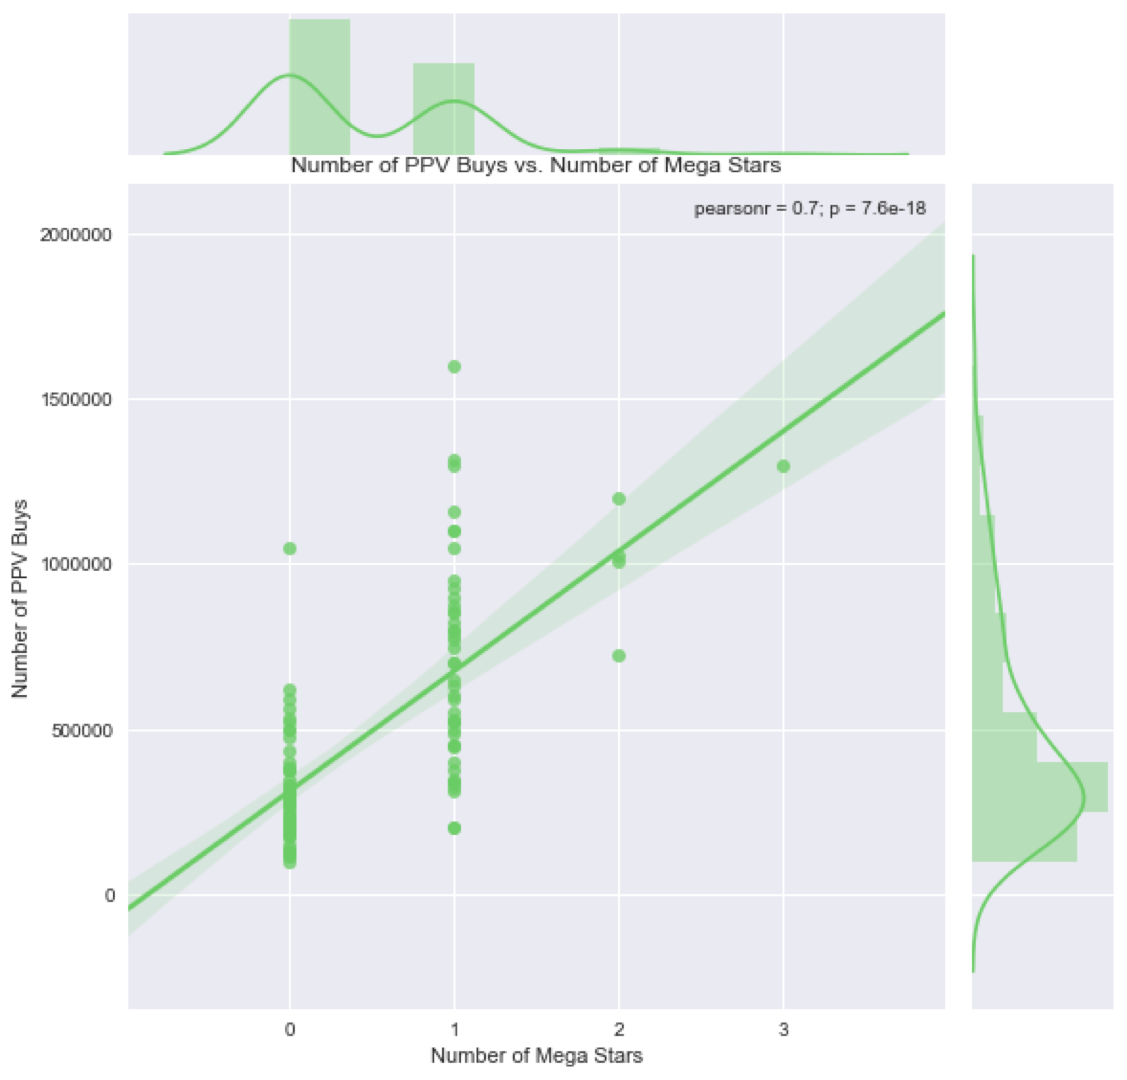 Number of PPV Buys vs. Number of Mega Stars
pearsonr = 0.7; p = 7.6e-18
2000000
1500000
1000000
500000
0
Number of PPV Buys
0 1 2 3
Number of Mega Stars